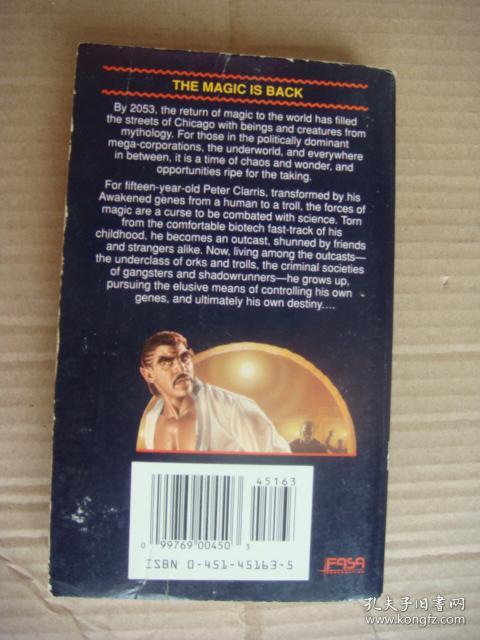 THE MAGIC IS BACK
By 2053, the return of magic to the world has filled
the streets of Chicago with beings and creatures from
mythology. For those in the politically dominant
mega-corporations, the underworld, and everywhere
in between, it is a time of chaos and wonder, and
opportunities ripe for the taking.
For fifteen-year-old Peter Clarris, transformed by his
Awakened genes from a human to a troll, the forces of
magic are a curse to be combated with science. Torn
from the comfortable biotech fast-track of his
childhood, he becomes an outcast, shunned by friends
and strangers alike. Now, living among the outcasts—
the underclass of orks and trolls, the criminal societies
of gangsters and shadowrunners—he grows up,
pursuing the elusive means of controlling his own
genes, and ultimately his own destiny....
45163
0 99769 00450 3
ISBN 0-451-45163-5
FASA
CORPORATION
孔夫子旧书网
www.kongfz.com